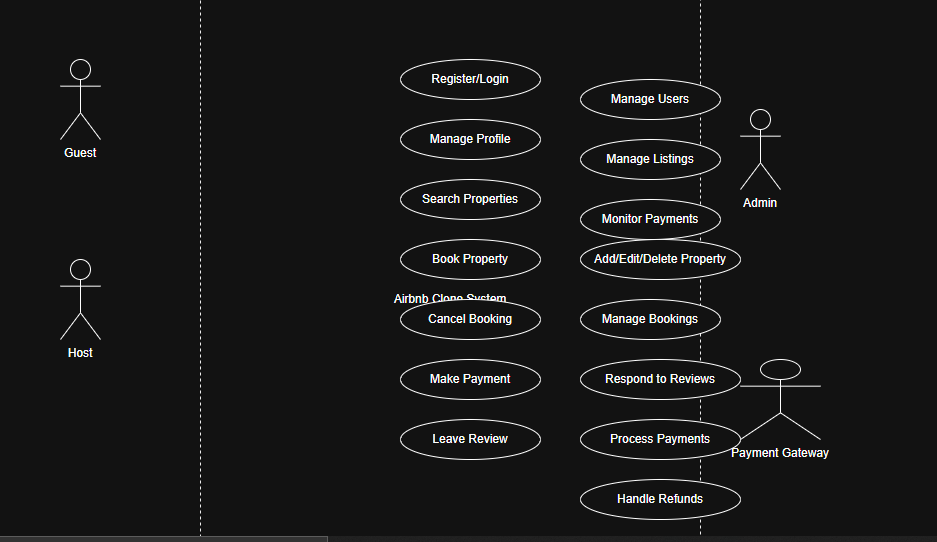 Guest
Host
Register/Login
Manage Profile
Search Properties
Book Property
Airbnb Clone System
Cancel Booking
Make Payment
Leave Review
Manage Users
Manage Listings
Monitor Payments
Add/Edit/Delete Property
Manage Bookings
Respond to Reviews
Process Payments
Handle Refunds
Admin
Payment Gateway